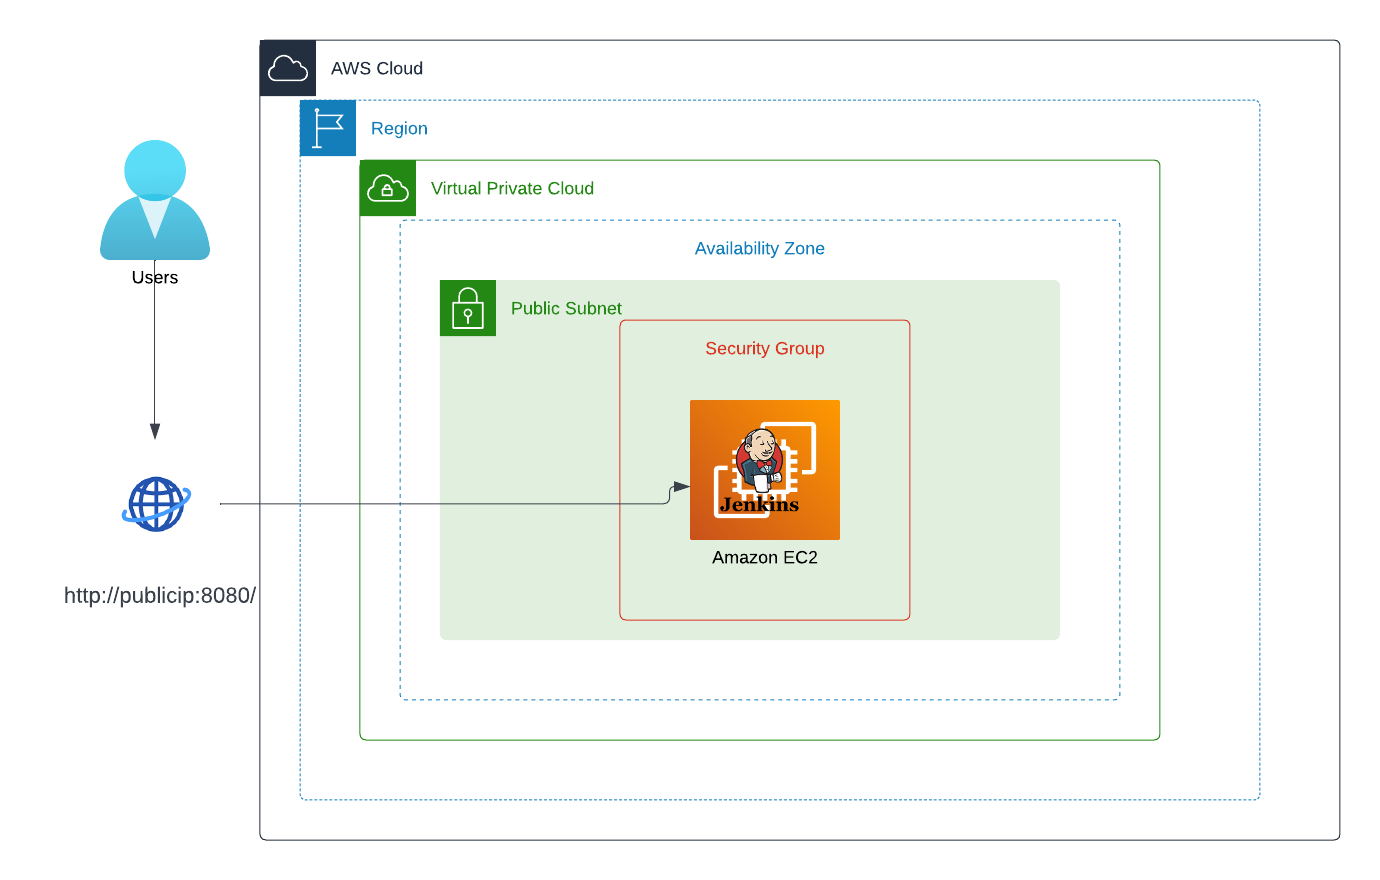 AWS Cloud
Region
Virtual Private Cloud
Availability Zone
Users
Public Subnet
Security Group
Jenkins
Amazon EC2
http://publicip:8080/